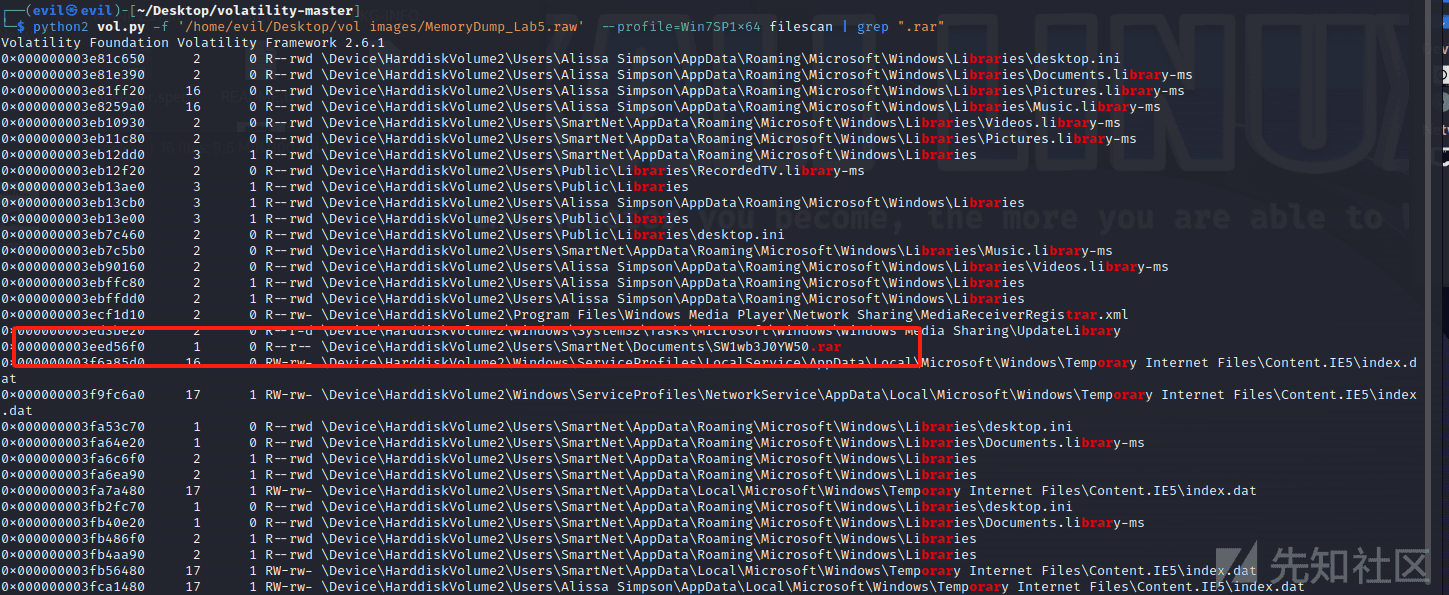 ┌──(evil㉿evil)-[~/Desktop/volatility-master]
└─$ python2 vol.py -f '/home/evil/Desktop/vol images/MemoryDump_Lab5.raw' --profile=Win7SP1×64 filescan | grep ".rar"
Volatility Foundation Volatility Framework 2.6.1
0×000000003e81c650 2 0 R--rwd \Device\HarddiskVolume2\Users\Alissa Simpson\AppData\Roaming\Microsoft\Windows\Libraries\desktop.ini
0×000000003e81e390 2 0 R--rwd \Device\HarddiskVolume2\Users\Alissa Simpson\AppData\Roaming\Microsoft\Windows\Libraries\Documents.library-ms
0×000000003e81ff20 16 0 R--rwd \Device\HarddiskVolume2\Users\Alissa Simpson\AppData\Roaming\Microsoft\Windows\Libraries\Pictures.library-ms
0×000000003e8259a0 16 0 R--rwd \Device\HarddiskVolume2\Users\Alissa Simpson\AppData\Roaming\Microsoft\Windows\Libraries\Music.library-ms
0×000000003eb10930 2 0 R--rwd \Device\HarddiskVolume2\Users\SmartNet\AppData\Roaming\Microsoft\Windows\Libraries\Videos.library-ms
0×000000003eb11c80 2 0 R--rwd \Device\HarddiskVolume2\Users\SmartNet\AppData\Roaming\Microsoft\Windows\Libraries\Pictures.library-ms
0×000000003eb12dd0 3 1 R--rwd \Device\HarddiskVolume2\Users\SmartNet\AppData\Roaming\Microsoft\Windows\Libraries
0×000000003eb12f20 2 0 R--rwd \Device\HarddiskVolume2\Users\Public\Libraries\RecordedTV.library-ms
0×000000003eb13ae0 3 1 R--rwd \Device\HarddiskVolume2\Users\Public\Libraries
0×000000003eb13cb0 3 1 R--rwd \Device\HarddiskVolume2\Users\Alissa Simpson\AppData\Roaming\Microsoft\Windows\Libraries
0×000000003eb13e00 3 1 R--rwd \Device\HarddiskVolume2\Users\Public\Libraries
0×000000003eb7c460 2 0 R--rwd \Device\HarddiskVolume2\Users\Public\Libraries\desktop.ini
0×000000003eb7c5b0 2 0 R--rwd \Device\HarddiskVolume2\Users\SmartNet\AppData\Roaming\Microsoft\Windows\Libraries\Music.library-ms
0×000000003eb90160 2 0 R--rwd \Device\HarddiskVolume2\Users\Alissa Simpson\AppData\Roaming\Microsoft\Windows\Libraries\Videos.library-ms
0×000000003ebffc80 2 1 R--rwd \Device\HarddiskVolume2\Users\Alissa Simpson\AppData\Roaming\Microsoft\Windows\Libraries
0×000000003ebffdd0 2 1 R--rwd \Device\HarddiskVolume2\Users\Alissa Simpson\AppData\Roaming\Microsoft\Windows\Libraries
0×000000003ecf1d10 2 0 R--rw- \Device\HarddiskVolume2\Program Files\Windows Media Player\Network Sharing\MediaReceiverRegistrar.xml
0×000000003ed3be20 2 0 R--r-d \Device\HarddiskVolume2\Windows\System32\Tasks\Microsoft\Windows\Windows Media Sharing\UpdateLibrary
0×000000003eed56f0 1 0 R--r-- \Device\HarddiskVolume2\Users\SmartNet\Documents\SW1wb3J0YW50.rar
0×000000003f6a85d0 16 0 RW-rw- \Device\HarddiskVolume2\Windows\ServiceProfiles\LocalService\AppData\Local\Microsoft\Windows\Temporary Internet Files\Content.IE5\index.d
at
0×000000003f9fc6a0 17 1 RW-rw- \Device\HarddiskVolume2\Windows\ServiceProfiles\NetworkService\AppData\Local\Microsoft\Windows\Temporary Internet Files\Content.IE5\index
.dat
0×000000003fa53c70 1 0 R--rwd \Device\HarddiskVolume2\Users\SmartNet\AppData\Roaming\Microsoft\Windows\Libraries\desktop.ini
0×000000003fa64e20 1 0 R--rwd \Device\HarddiskVolume2\Users\SmartNet\AppData\Roaming\Microsoft\Windows\Libraries\Documents.library-ms
0×000000003fa6c6f0 2 1 R--rwd \Device\HarddiskVolume2\Users\SmartNet\AppData\Roaming\Microsoft\Windows\Libraries
0×000000003fa6ea90 2 1 R--rwd \Device\HarddiskVolume2\Users\SmartNet\AppData\Roaming\Microsoft\Windows\Libraries
0×000000003fa7a480 17 1 RW-rw- \Device\HarddiskVolume2\Users\SmartNet\AppData\Local\Microsoft\Windows\Temporary Internet Files\Content.IE5\index.dat
0×000000003fb2fc70 1 0 R--rwd \Device\HarddiskVolume2\Users\SmartNet\AppData\Roaming\Microsoft\Windows\Libraries\desktop.ini
0×000000003fb40e20 1 0 R--rwd \Device\HarddiskVolume2\Users\SmartNet\AppData\Roaming\Microsoft\Windows\Libraries\Documents.library-ms
0×000000003fb486f0 2 1 R--rwd \Device\HarddiskVolume2\Users\SmartNet\AppData\Roaming\Microsoft\Windows\Libraries
0×000000003fb4aa90 2 1 R--rwd \Device\HarddiskVolume2\Users\SmartNet\AppData\Roaming\Microsoft\Windows\Libraries
0×000000003fb56480 17 1 RW-rw- \Device\HarddiskVolume2\Users\SmartNet\AppData\Local\Microsoft\Windows\Temporary Internet Files\Content.IE5\index.dat
0×000000003fca1480 17 1 RW-rw- \Device\HarddiskVolume2\Users\Alissa Simpson\AppData\Local\Microsoft\Windows\Temporary Internet Files\Content.IE5\index.dat
you become, the more you are able to
先知社区